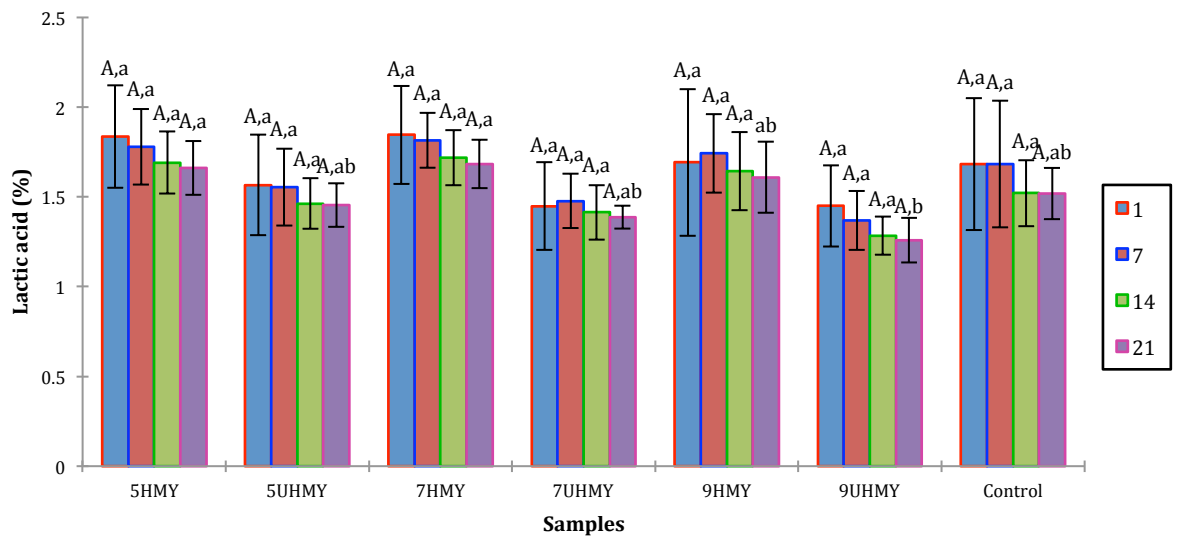 2.5
2
1.5
1
0.5
0
Lactic acid (%)
A,a A,a A,a A,a
A,a A,a A,a A,ab
A,a A,a A,a A,a
A,a A,a A,a A,ab
A,a A,a A,a ab
A,a A,a A,a A,b
A,a A,a A,a A,ab
5HMY 5UHMY 7HMY 7UHMY 9HMY 9UHMY Control
Samples
1
7
14
21